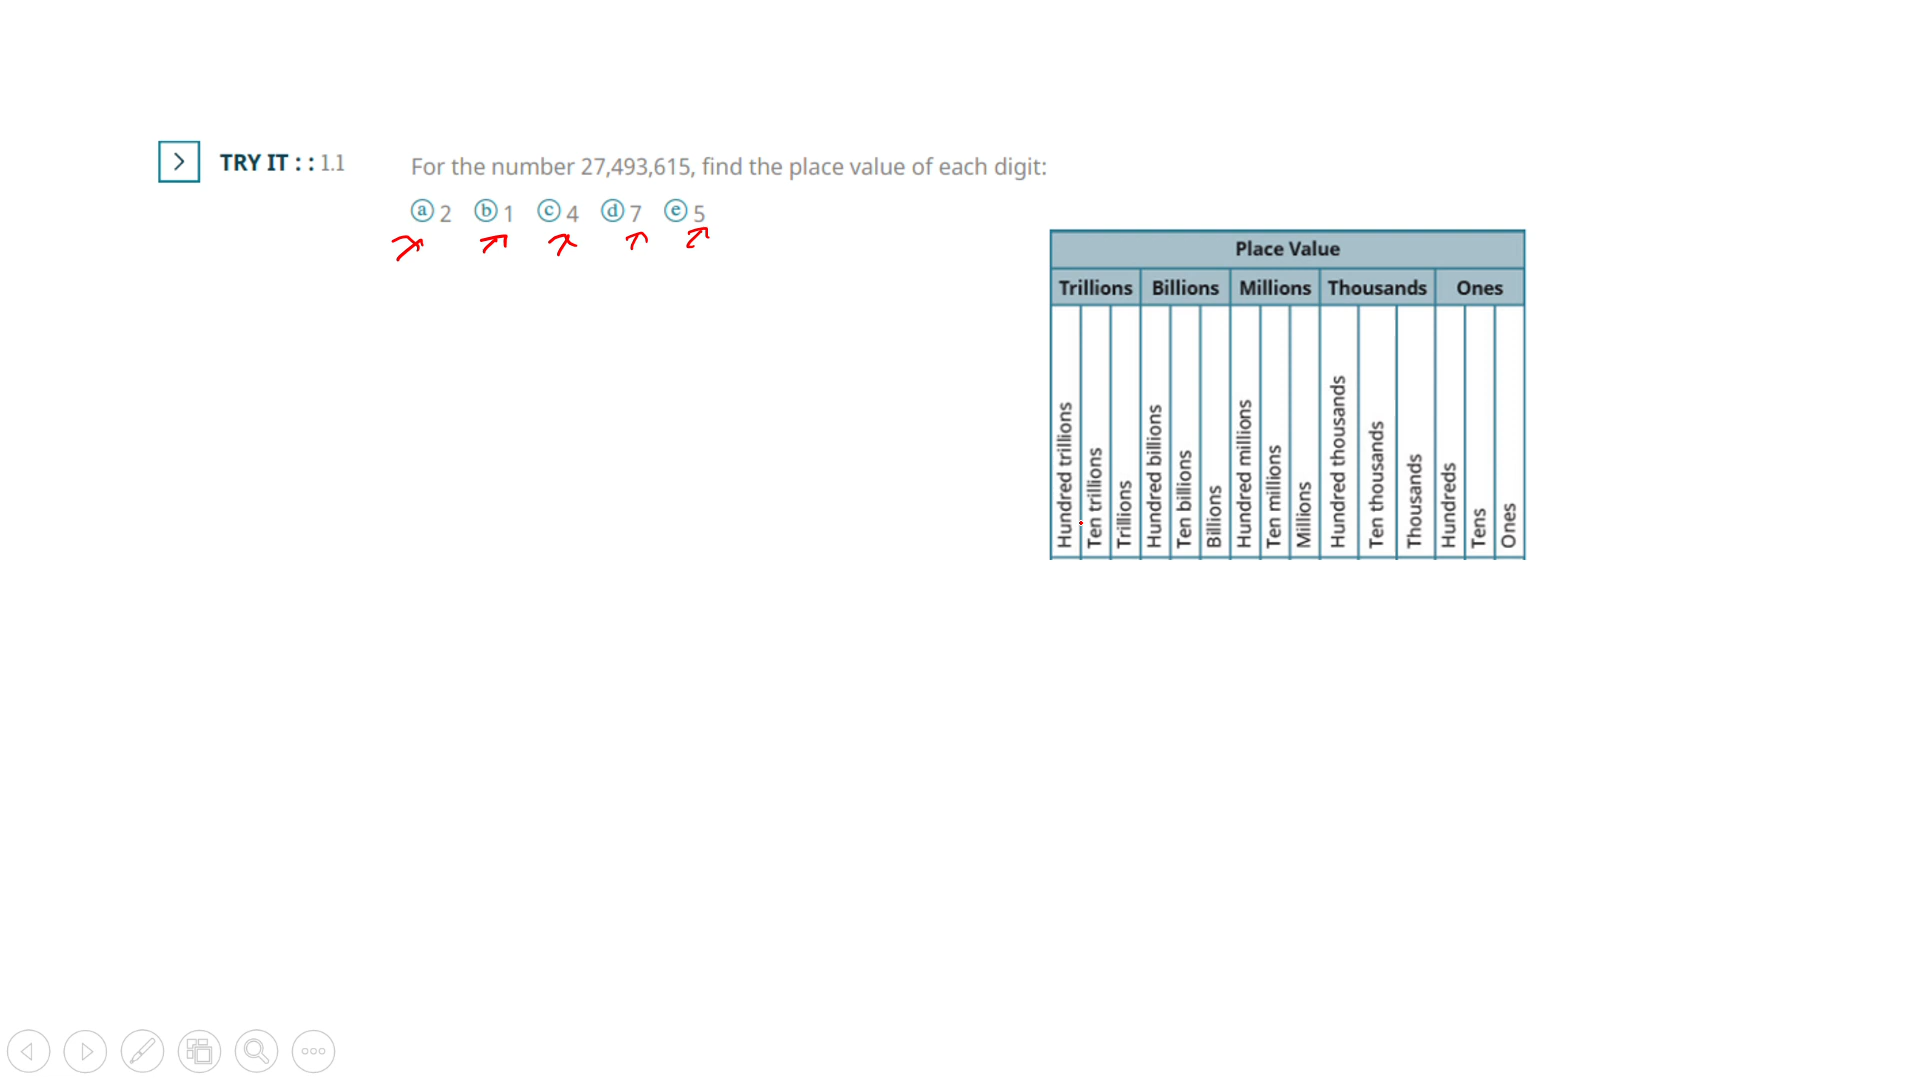 > TRY IT : : 1.1 For the number 27,493,615, find the place value of each digit:
ⓐ 2 ⓑ 1 ⓒ 4 ⓓ 7 ⓔ 5
Place Value
Trillions Billions Millions Thousands Ones
Hundred trillions
Ten trillions
Trillions
Hundred billions
Ten billions
Billions
Hundred millions
Ten millions
Millions
Hundred thousands
Ten thousands
Thousands
Hundreds
Tens
Ones